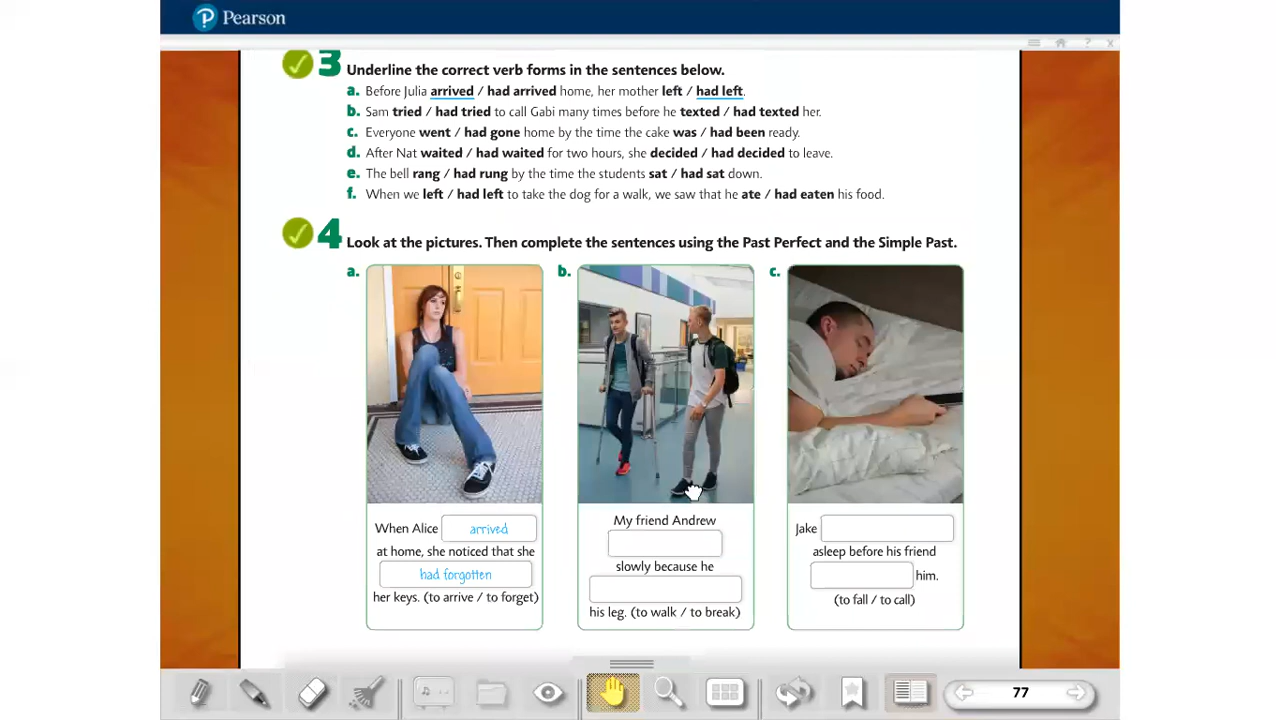 Pearson
3 Underline the correct verb forms in the sentences below.
a. Before Julia arrived / had arrived home, her mother left / had left.
b. Sam tried / had tried to call Gabi many times before he texted / had texted her.
c. Everyone went / had gone home by the time the cake was / had been ready.
d. After Nat waited / had waited for two hours, she decided / had decided to leave.
e. The bell rang / had rung by the time the students sat / had sat down.
f. When we left / had left to take the dog for a walk, we saw that he ate / had eaten his food.
4 Look at the pictures. Then complete the sentences using the Past Perfect and the Simple Past.
a.
When Alice arrived
at home, she noticed that she
had forgotten
her keys. (to arrive / to forget)
b.
My friend Andrew
slowly because he
his leg. (to walk / to break)
c.
Jake
asleep before his friend
him.
(to fall / to call)
77